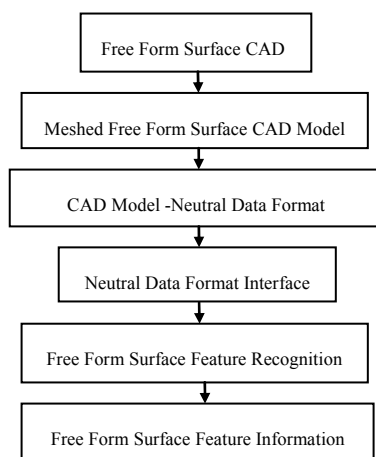 Free Form Surface CAD
Meshed Free Form Surface CAD Model
CAD Model -Neutral Data Format
Neutral Data Format Interface
Free Form Surface Feature Recognition
Free Form Surface Feature Information